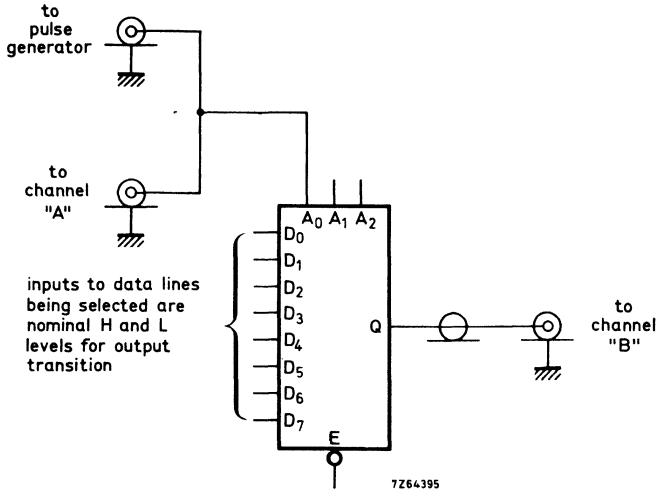 to
pulse
generator
to
channel
"A"
A0 A1 A2
D0
D1
D2
D3
D4
D5
D6
D7
inputs to data lines
being selected are
nominal H and L
levels for output
transition
Q
to
channel
"B"
E
7Z64395